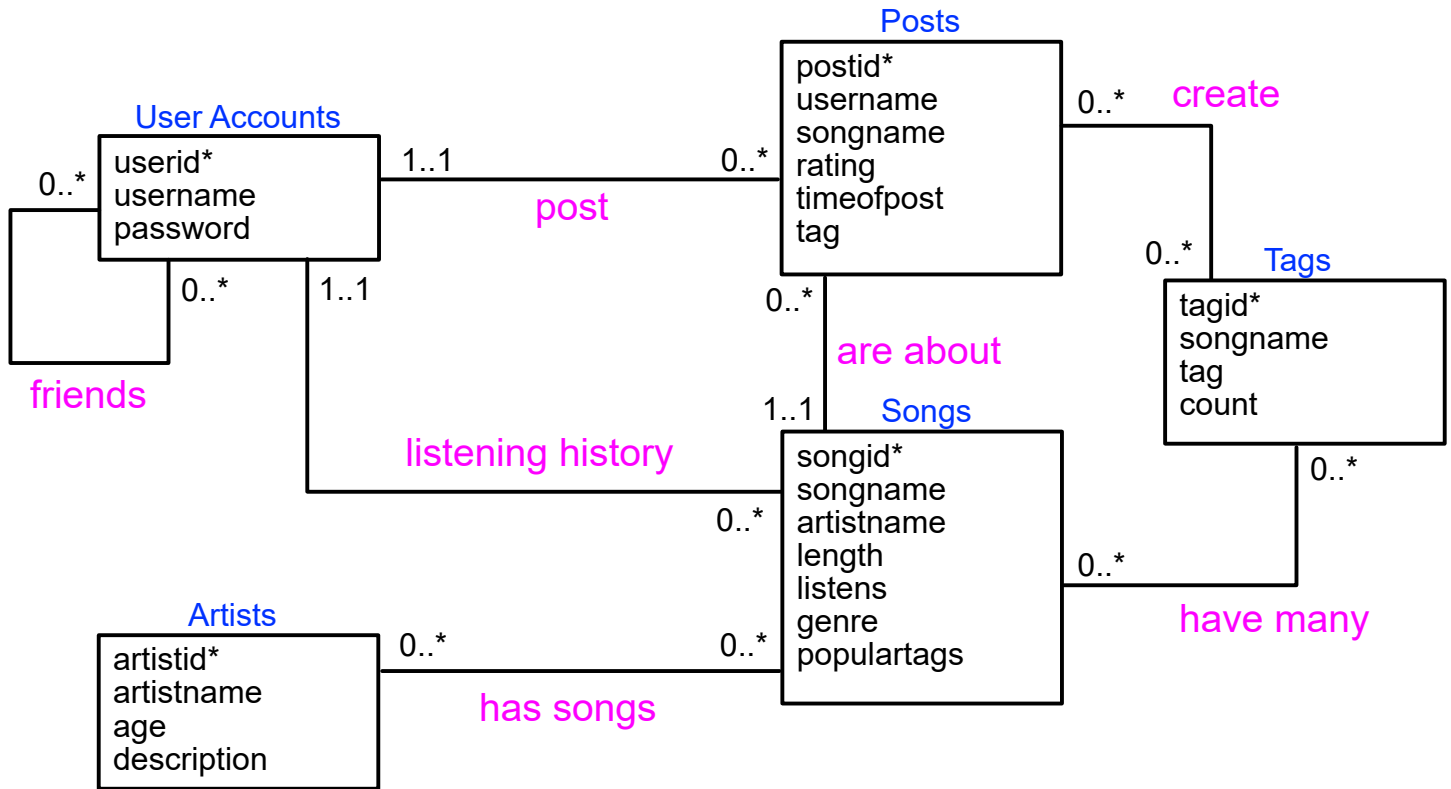 Posts
postid*
username
songname
rating
timeofpost
tag
0..*
create
User Accounts
userid*
username
password
0..*
1..1
0..*
post
0..*
1..1
friends
0..*
Tags
tagid*
songname
tag
count
0..*
are about
1..1
Songs
songid*
songname
artistname
length
listens
genre
populartags
listening history
0..*
0..*
0..*
have many
Artists
artistid*
artistname
age
description
0..*
0..*
has songs